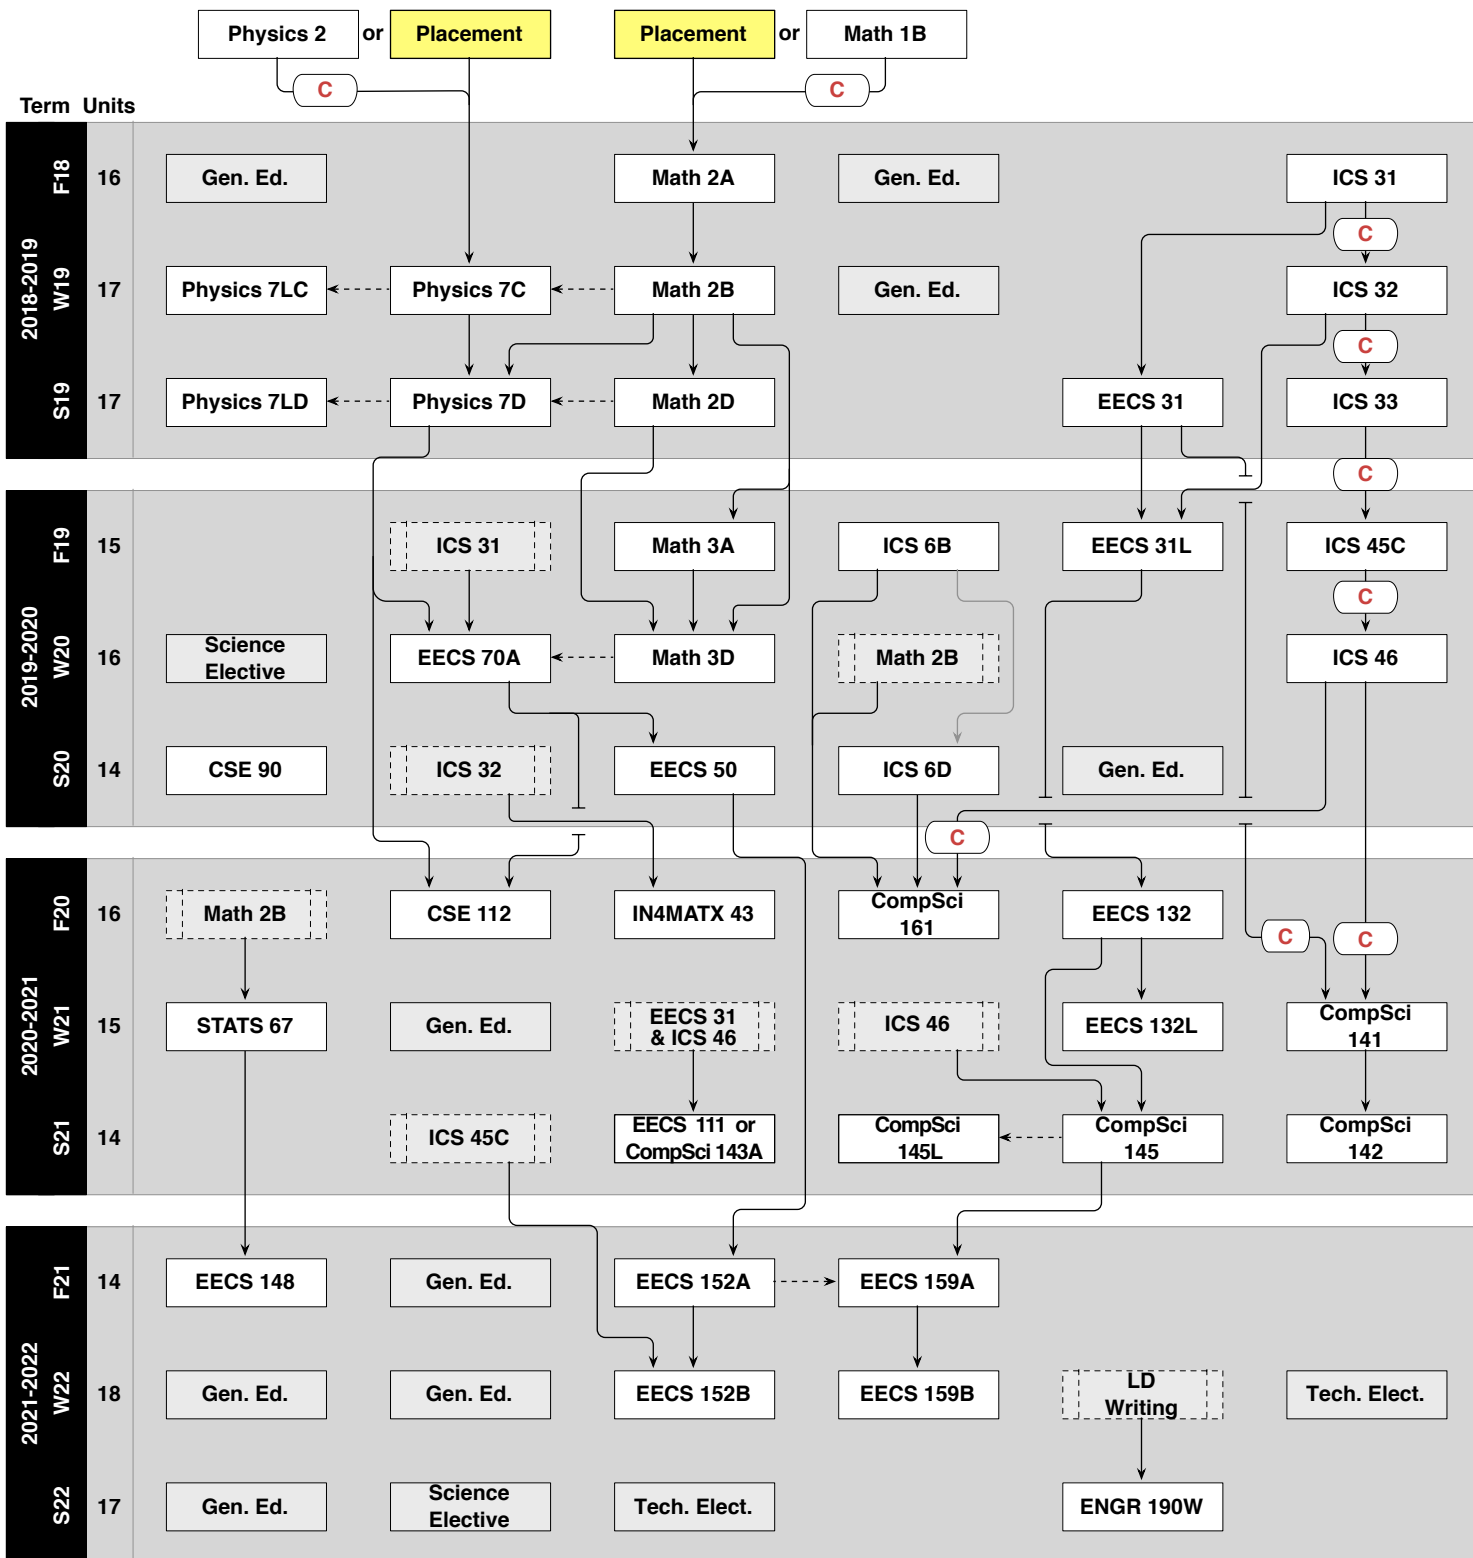 Physics 2 or Placement Placement or Math 1B
C C
Term Units
2018-2019
F18 16 Gen. Ed. Math 2A Gen. Ed. ICS 31
C
W19 17 Physics 7LC Physics 7C Math 2B Gen. Ed. ICS 32
C
S19 17 Physics 7LD Physics 7D Math 2D EECS 31 ICS 33
C
2019-2020
F19 15 ICS 31 Math 3A ICS 6B EECS 31L ICS 45C
C
W20 16 Science
Elective
EECS 70A Math 3D Math 2B ICS 46
S20 14 CSE 90 ICS 32 EECS 50 ICS 6D Gen. Ed.
C
2020-2021
F20 16 Math 2B CSE 112 IN4MATX 43 CompSci
161
EECS 132
C C
W21 15 STATS 67 Gen. Ed. EECS 31
& ICS 46
ICS 46 EECS 132L CompSci
141
S21 14 ICS 45C EECS 111 or
CompSci 143A
CompSci
145L
CompSci
145
CompSci
142
2021-2022
F21 14 EECS 148 Gen. Ed. EECS 152A EECS 159A
W22 18 Gen. Ed. Gen. Ed. EECS 152B EECS 159B LD
Writing
Tech. Elect.
S22 17 Gen. Ed. Science
Elective
Tech. Elect. ENGR 190W